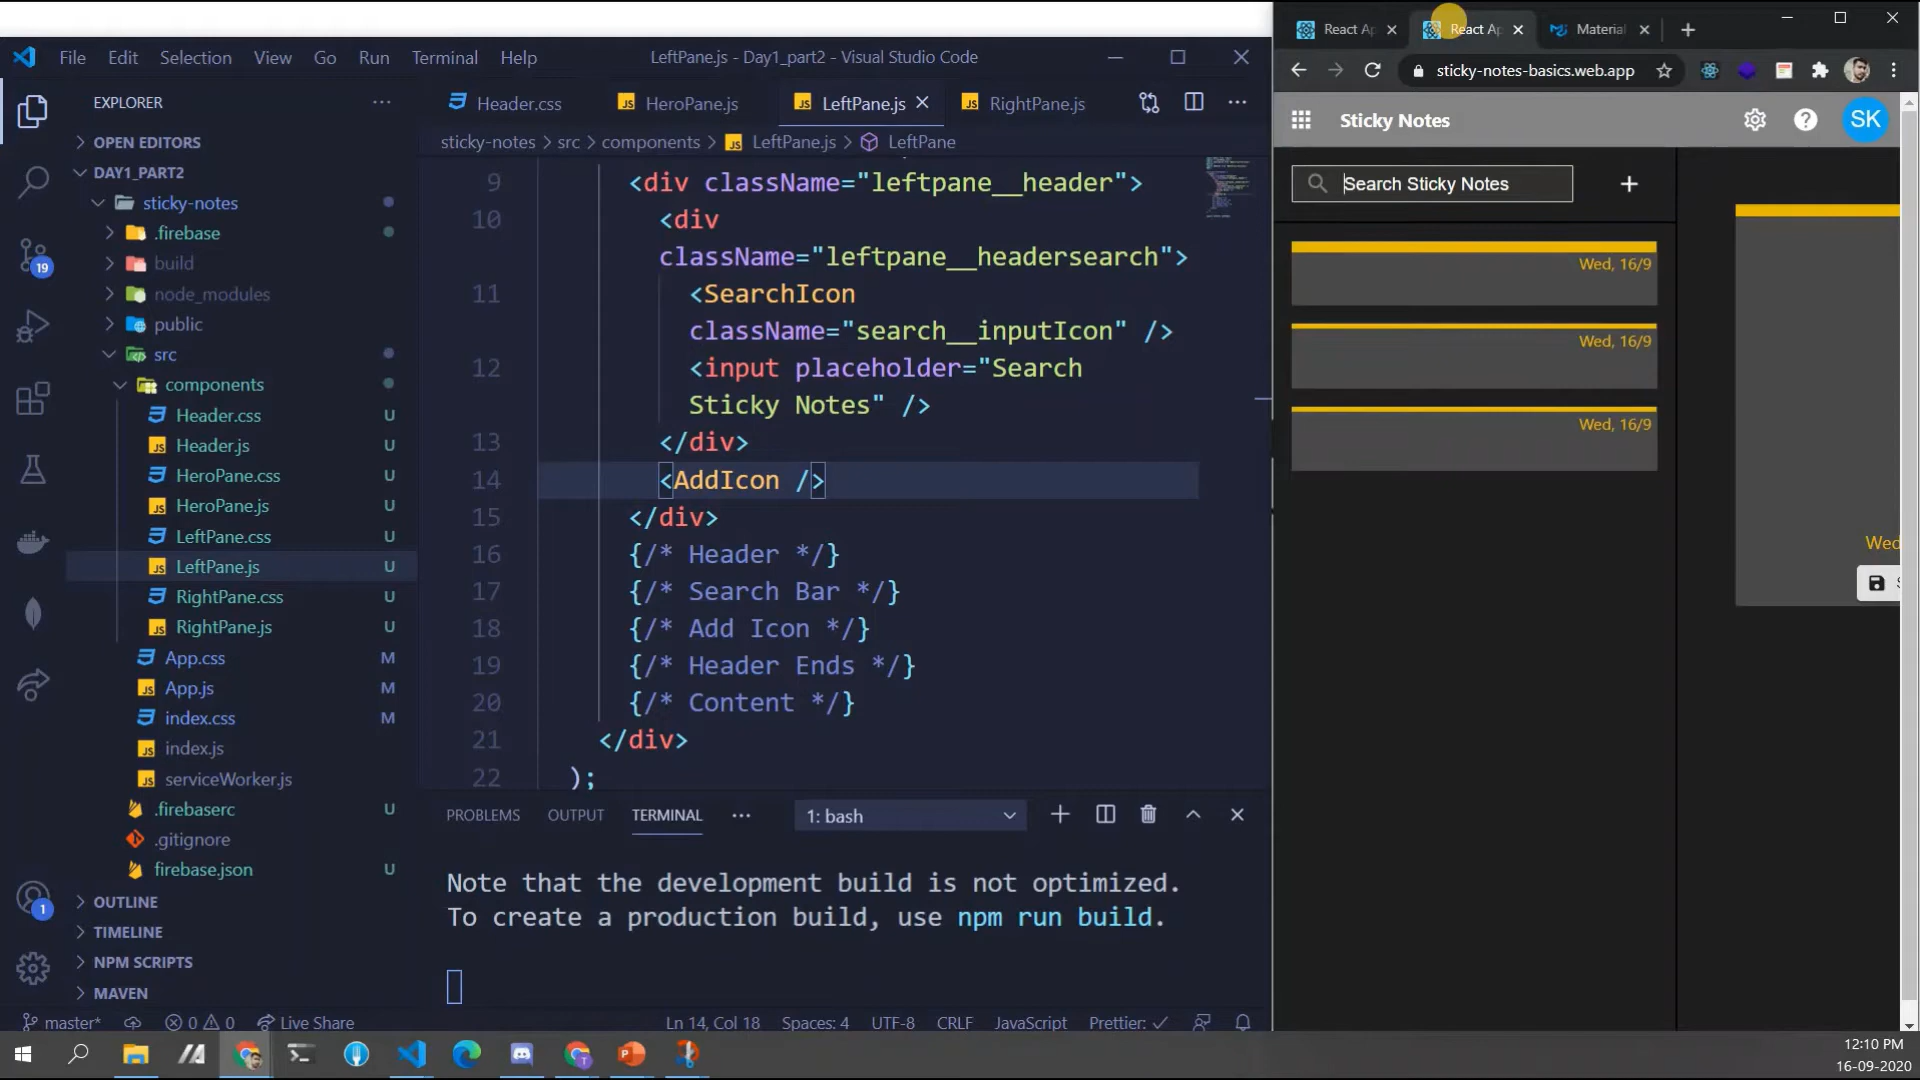 File Edit Selection View Go Run Terminal Help
LeftPane.js - Day1_part2 - Visual Studio Code
EXPLORER
OPEN EDITORS
DAY1_PART2
sticky-notes
.firebase
build
node_modules
public
src
components
Header.css U
Header.js U
HeroPane.css U
HeroPane.js U
LeftPane.css U
LeftPane.js U
RightPane.css U
RightPane.js U
App.css M
App.js M
index.css M
index.js
serviceWorker.js
.firebaserc U
.gitignore
firebase.json U
OUTLINE
TIMELINE
NPM SCRIPTS
MAVEN
19
1
Header.css HeroPane.js LeftPane.js RightPane.js
sticky-notes > src > components > LeftPane.js > LeftPane
9 <div className="leftpane__header">
10 <div
className="leftpane__headersearch">
11 <SearchIcon
className="search__inputIcon" />
12 <input placeholder="Search
Sticky Notes" />
13 </div>
14 <AddIcon />
15 </div>
16 {/* Header */}
17 {/* Search Bar */}
18 {/* Add Icon */}
19 {/* Header Ends */}
20 {/* Content */}
21 </div>
22 );
PROBLEMS OUTPUT TERMINAL ··· 1: bash
Note that the development build is not optimized.
To create a production build, use npm run build.
master* 0 0 Live Share
Ln 14, Col 18 Spaces: 4 UTF-8 CRLF JavaScript Prettier: ✓
React Ap React Ap Material
sticky-notes-basics.web.app
Sticky Notes
? SK
Search Sticky Notes +
Wed, 16/9
Wed, 16/9
Wed, 16/9
Wed
12:10 PM
16-09-2020